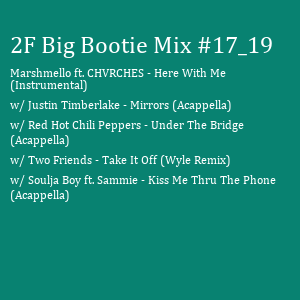 2F Big Bootie Mix #17_19
Marshmello ft. CHVRCHES - Here With Me
(Instrumental)
w/ Justin Timberlake - Mirrors (Acappella)
w/ Red Hot Chili Peppers - Under The Bridge
(Acappella)
w/ Two Friends - Take It Off (Wyle Remix)
w/ Soulja Boy ft. Sammie - Kiss Me Thru The Phone
(Acappella)